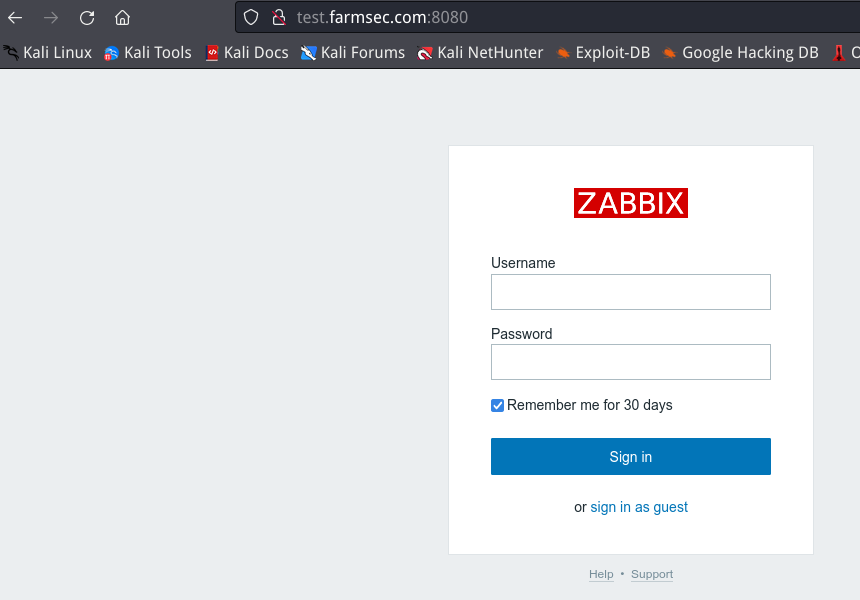 test.farmsec.com:8080
Kali Linux Kali Tools Kali Docs Kali Forums Kali NetHunter Exploit-DB Google Hacking DB O
ZABBIX
Username
Password
Remember me for 30 days
Sign in
or sign in as guest
Help • Support